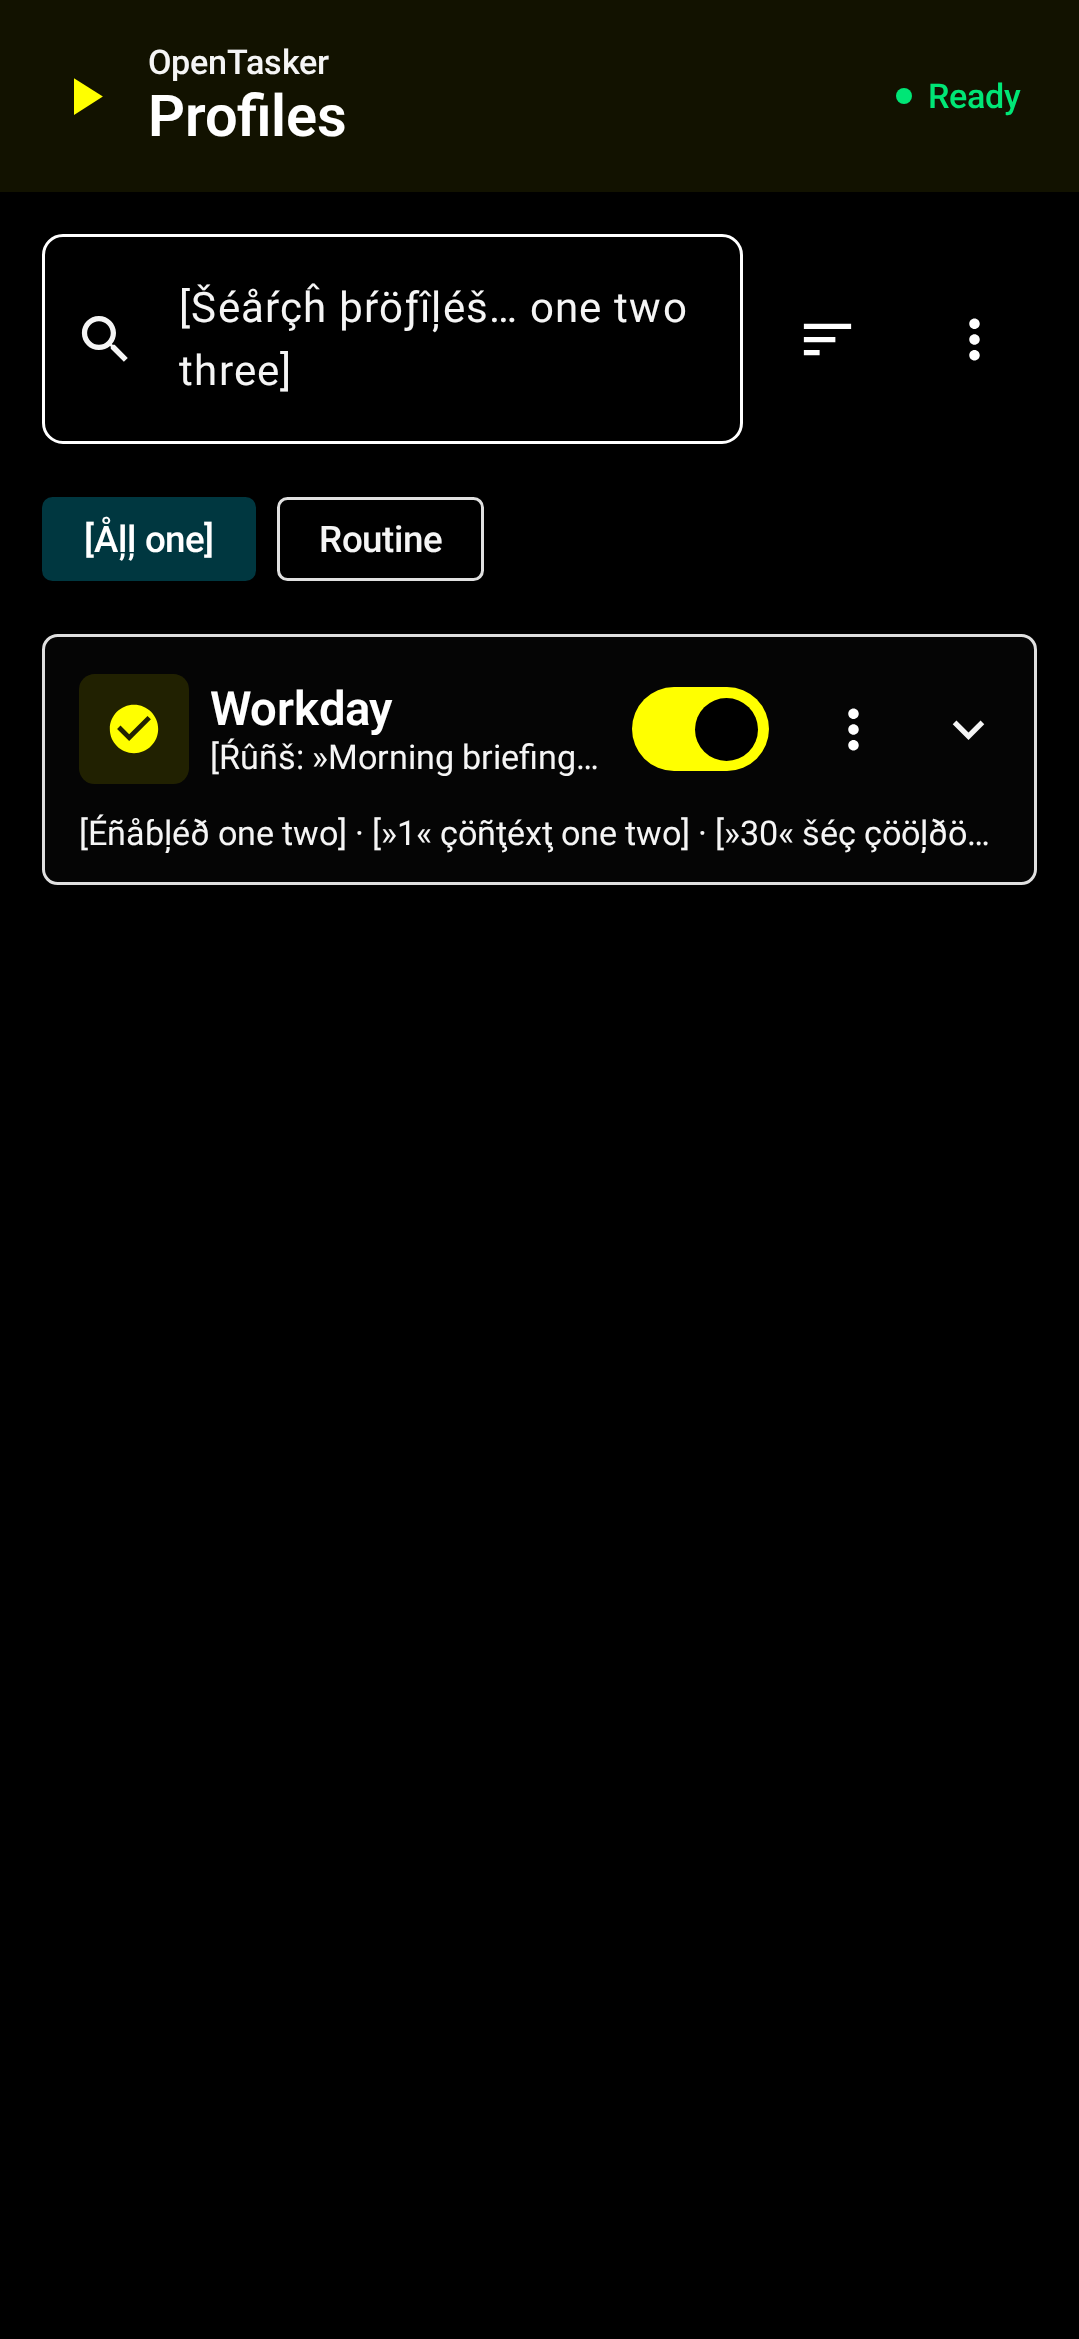 OpenTasker
Profiles
Ready
[Šéåŕçĥ þŕöƒîļéš… one two
three]
[Åļļ one]
Routine
Workday
[Ŕûñš: »Morning briefing…
[Éñåƀļéð one two] · [»1« çöñţéxţ one two] · [»30« šéç çööļðö…